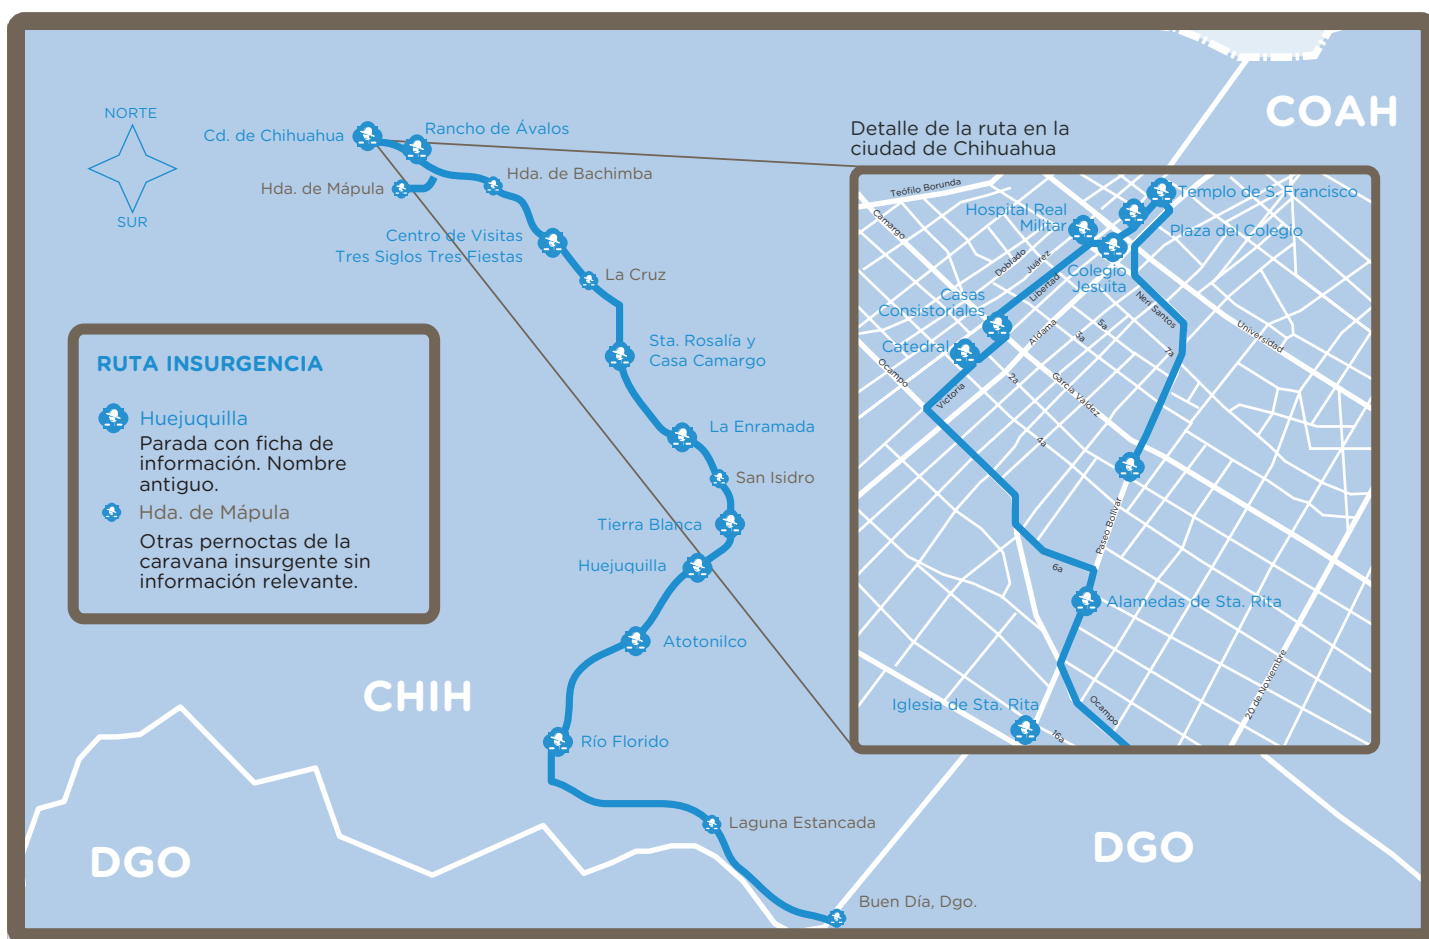 NORTE
SUR
Cd. de Chihuahua
Rancho de Ávalos
Hda. de Mápula
Hda. de Bachimba
Centro de Visitas
Tres Siglos Tres Fiestas
La Cruz
Sta. Rosalía y
Casa Camargo
La Enramada
San Isidro
Tierra Blanca
Huejuquilla
Atotonilco
Río Florido
Laguna Estancada
Buen Día, Dgo.
CHIH
DGO
DGO
COAH
RUTA INSURGENCIA
Huejuquilla
Parada con ficha de
información. Nombre
antiguo.
Hda. de Mápula
Otras pernoctas de la
caravana insurgente sin
información relevante.
Detalle de la ruta en la
ciudad de Chihuahua
Teófilo Borunda
Camargo
Templo de S. Francisco
Hospital Real
Militar
Plaza del Colegio
Doblado
Juárez
Libertad
Colegio
Jesuita
Casas
Consistoriales
Neri Santos
Universidad
Aldama
5a
3a
7a
Catedral
Ocampo
Victoria
2a
García Valdez
4a
Paseo Bolívar
6a
Alamedas de Sta. Rita
Iglesia de Sta. Rita
Ocampo
16a
20 de Noviembre